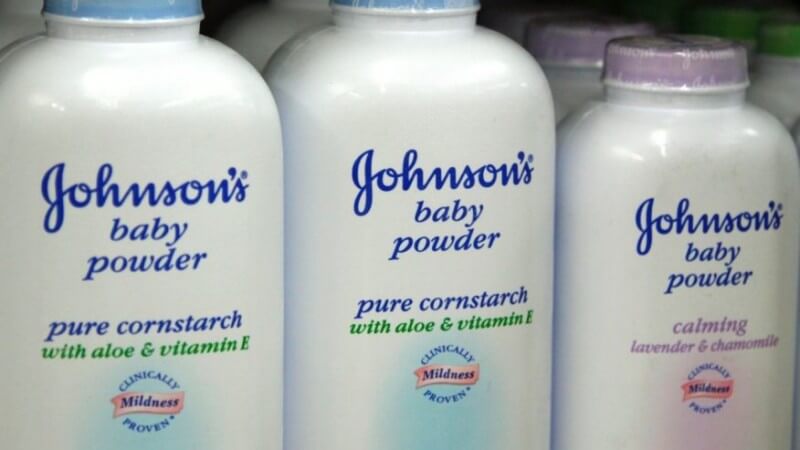 Johnson's®
baby
powder
pure cornstarch
with aloe & vitamin E
CLINICALLY
Mildness
PROVEN
Johnson's®
baby
powder
pure cornstarch
with aloe & vitamin E
CLINICALLY
Mildness
PROVEN
Johnson's®
baby
powder
calming
lavender & chamomile
CLINICALLY
Mildness
PROVEN